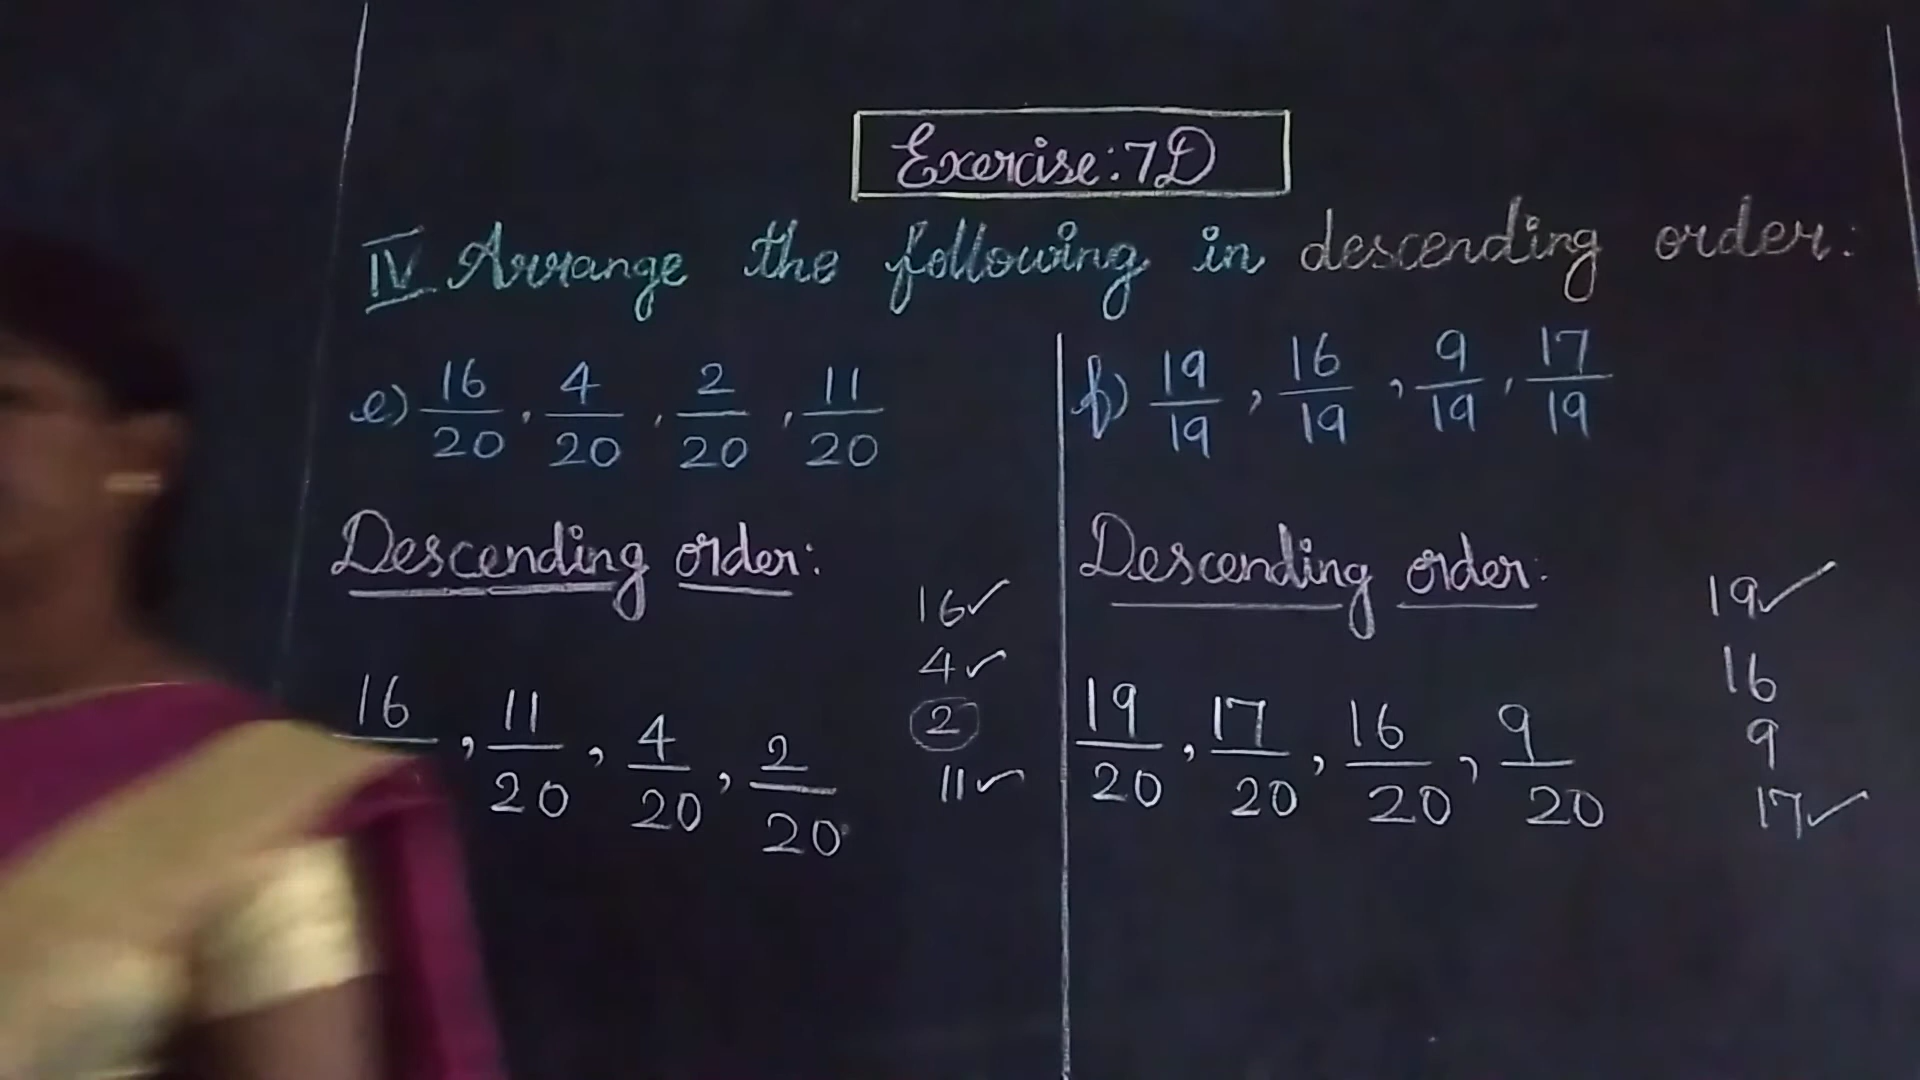 Exercise: 7D
IV Arrange the following in descending order:
e) 16/20, 4/20, 2/20, 11/20
Descending order:
16
4
2
11
16, 11/20, 4/20, 2/20
f) 19/19, 16/19, 9/19, 17/19
Descending order:
19
16
9
17
19/20, 17/20, 16/20, 9/20